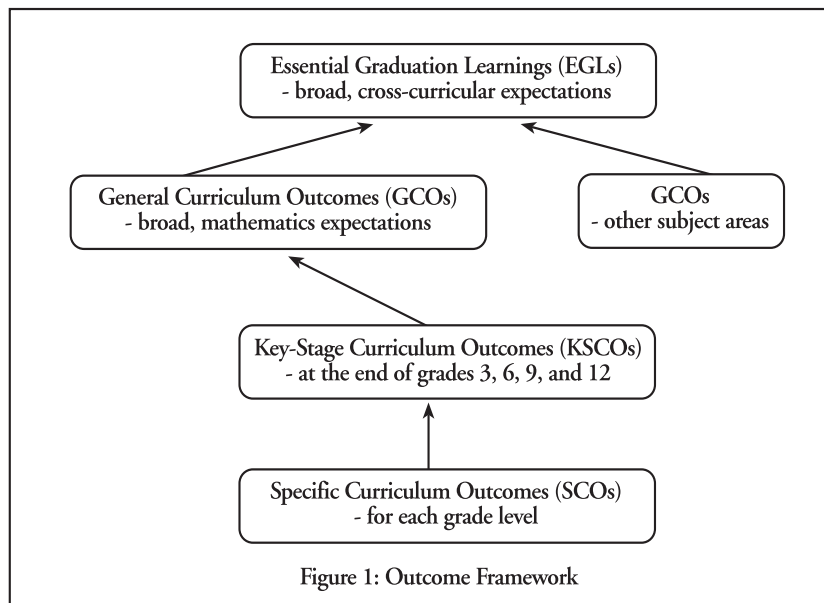 Essential Graduation Learnings (EGLs)
- broad, cross-curricular expectations
General Curriculum Outcomes (GCOs)
- broad, mathematics expectations
GCOs
- other subject areas
Key-Stage Curriculum Outcomes (KSCOs)
- at the end of grades 3, 6, 9, and 12
Specific Curriculum Outcomes (SCOs)
- for each grade level
Figure 1: Outcome Framework